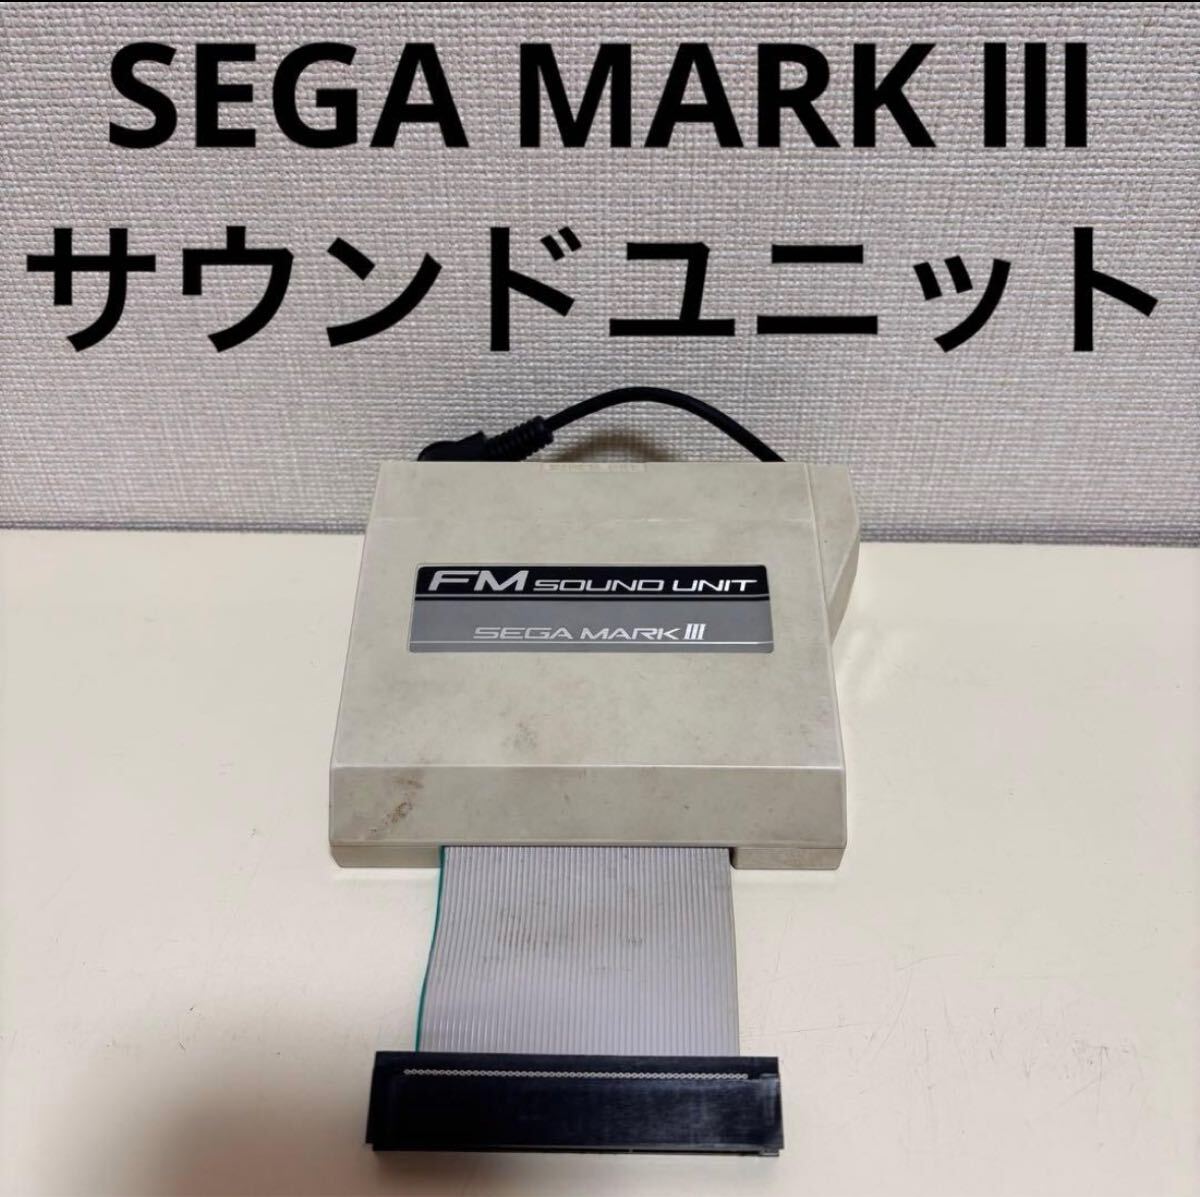 SEGA MARK III
サウンドユニット
FM SOUND UNIT
SEGA MARK III